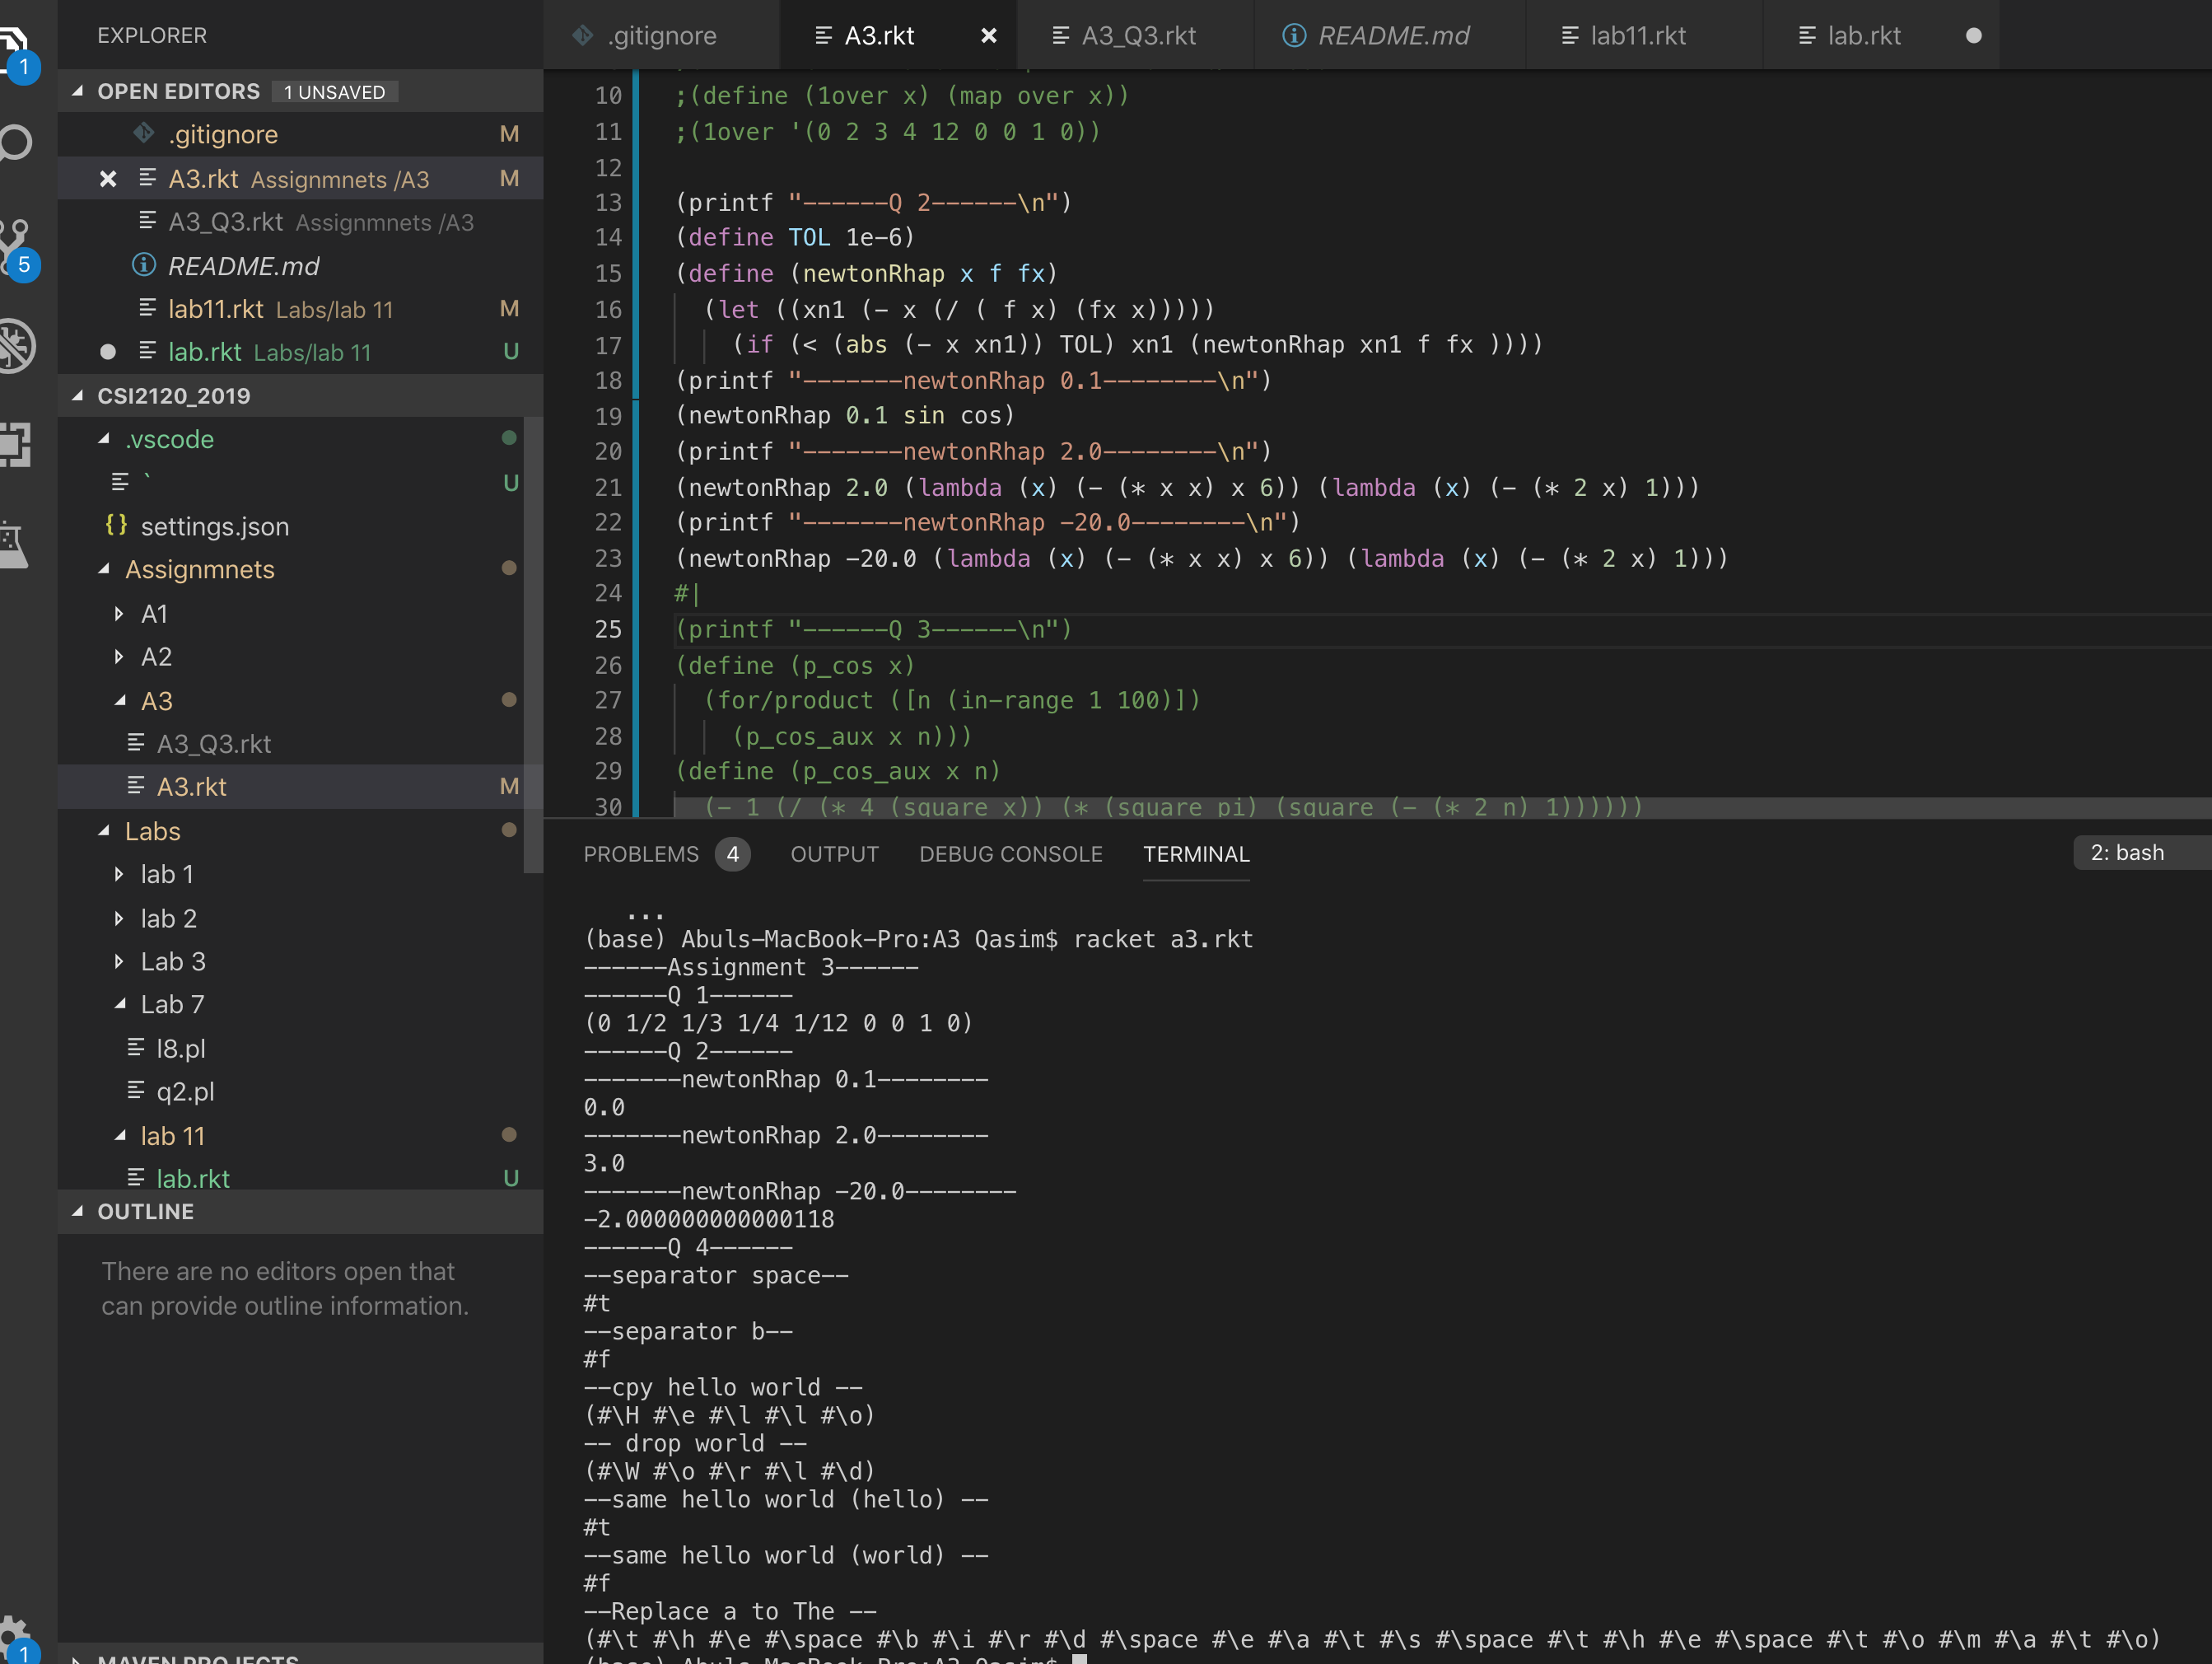 EXPLORER
OPEN EDITORS 1 UNSAVED
.gitignore M
A3.rkt Assignmnets /A3 M
A3_Q3.rkt Assignmnets /A3
README.md
lab11.rkt Labs/lab 11 M
lab.rkt Labs/lab 11 U
CSI2120_2019
.vscode
` U
{} settings.json
Assignmnets
A1
A2
A3
A3_Q3.rkt
A3.rkt M
Labs
lab 1
lab 2
Lab 3
Lab 7
l8.pl
q2.pl
lab 11
lab.rkt U
OUTLINE
There are no editors open that
can provide outline information.
MAVEN PROJECTS
1
5
1
.gitignore A3.rkt A3_Q3.rkt README.md lab11.rkt lab.rkt
10 ;(define (1over x) (map over x))
11 ;(1over '(0 2 3 4 12 0 0 1 0))
12
13 (printf "------Q 2------\n")
14 (define TOL 1e-6)
15 (define (newtonRhap x f fx)
16 (let ((xn1 (- x (/ ( f x) (fx x)))))
17 (if (< (abs (- x xn1)) TOL) xn1 (newtonRhap xn1 f fx ))))
18 (printf "-------newtonRhap 0.1--------\n")
19 (newtonRhap 0.1 sin cos)
20 (printf "-------newtonRhap 2.0--------\n")
21 (newtonRhap 2.0 (lambda (x) (- (* x x) x 6)) (lambda (x) (- (* 2 x) 1)))
22 (printf "-------newtonRhap -20.0--------\n")
23 (newtonRhap -20.0 (lambda (x) (- (* x x) x 6)) (lambda (x) (- (* 2 x) 1)))
24 #|
25 (printf "------Q 3------\n")
26 (define (p_cos x)
27 (for/product ([n (in-range 1 100)])
28 (p_cos_aux x n)))
29 (define (p_cos_aux x n)
30 (- 1 (/ (* 4 (square x)) (* (square pi) (square (- (* 2 n) 1))))))
PROBLEMS 4 OUTPUT DEBUG CONSOLE TERMINAL 2: bash
...
(base) Abuls-MacBook-Pro:A3 Qasim$ racket a3.rkt
------Assignment 3------
------Q 1------
(0 1/2 1/3 1/4 1/12 0 0 1 0)
------Q 2------
-------newtonRhap 0.1--------
0.0
-------newtonRhap 2.0--------
3.0
-------newtonRhap -20.0--------
-2.000000000000118
------Q 4------
--separator space--
#t
--separator b--
#f
--cpy hello world --
(#\H #\e #\l #\l #\o)
-- drop world --
(#\W #\o #\r #\l #\d)
--same hello world (hello) --
#t
--same hello world (world) --
#f
--Replace a to The --
(#\t #\h #\e #\space #\b #\i #\r #\d #\space #\e #\a #\t #\s #\space #\t #\h #\e #\space #\t #\o #\m #\a #\t #\o)
(base) Abuls-MacBook-Pro:A3 Qasim$